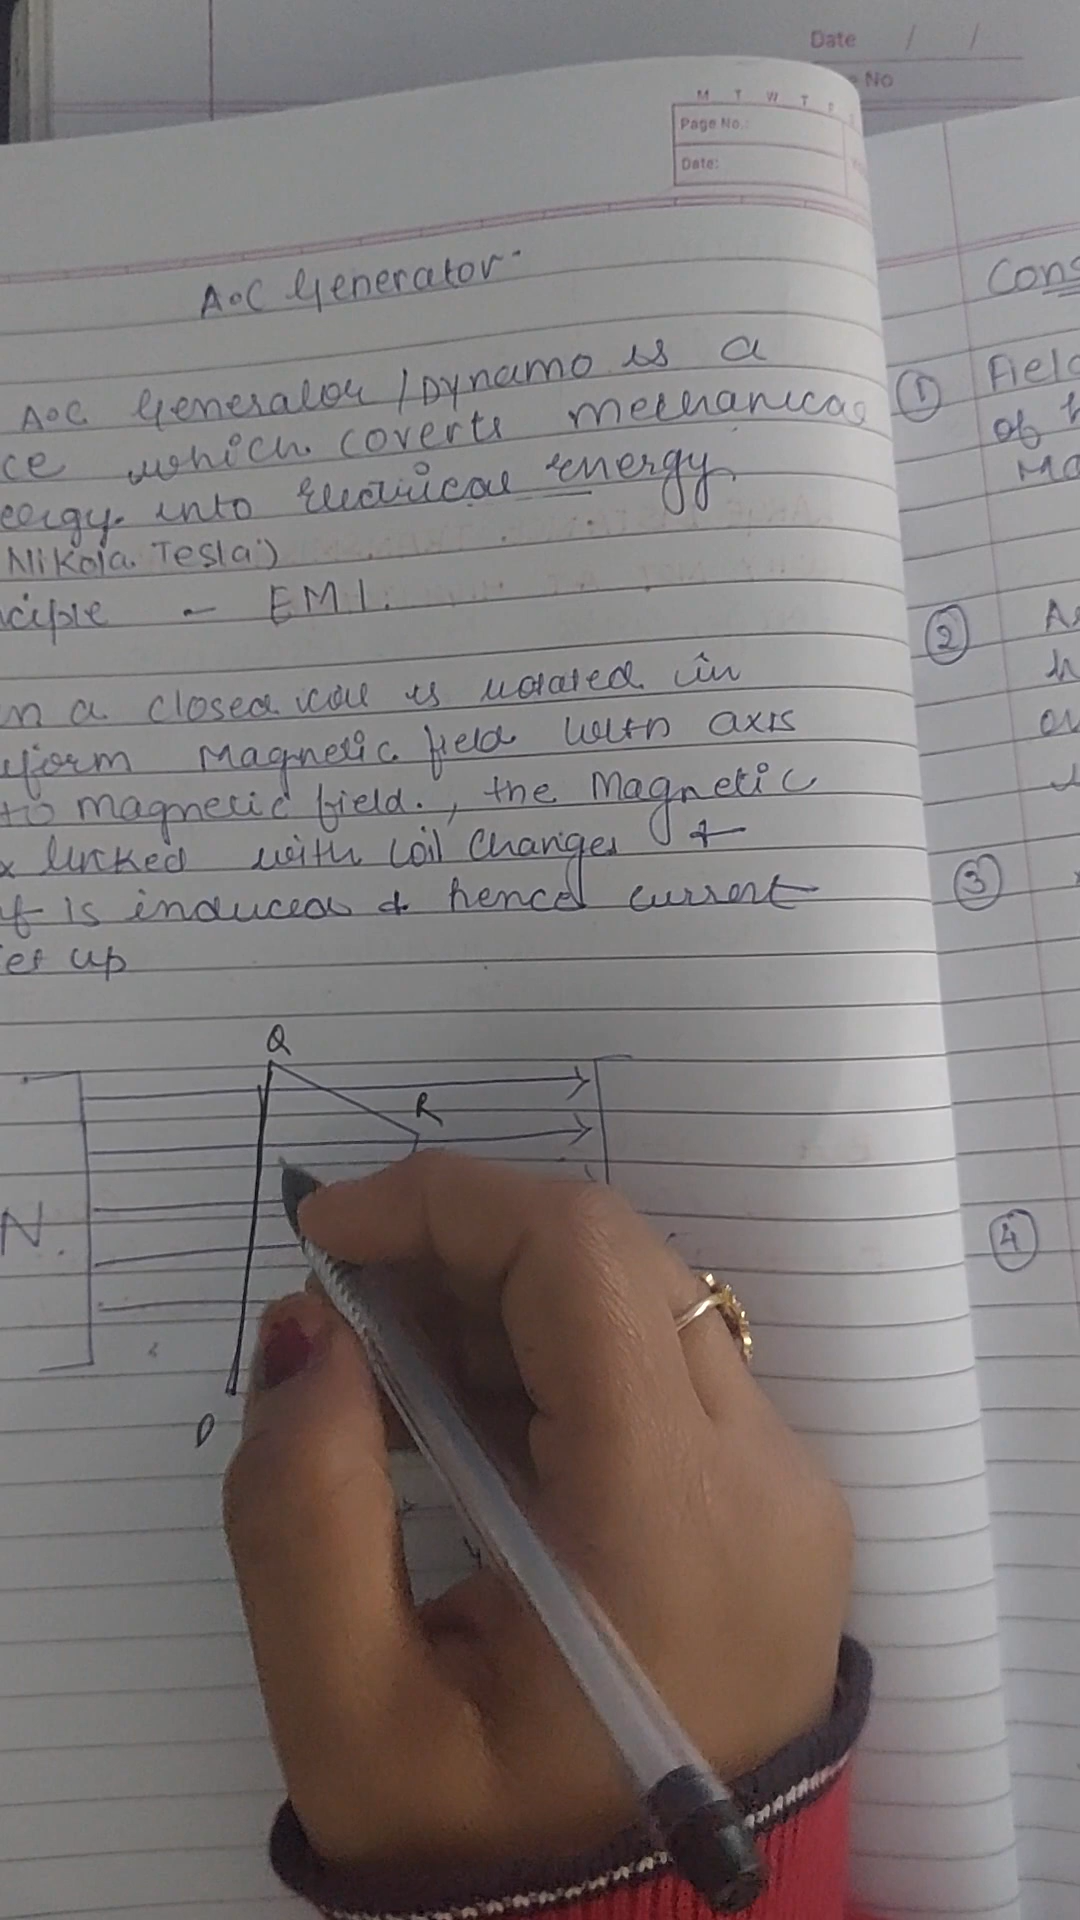 Date / /
No
M T W T F S
Page No.:
Date:
A.C Generator
A.C Generator / Dynamo is a
ce which coverts mechanical
ergy into Electrical energy
Nikola Tesla)
ciple - EMI.
n a closed coil is rotated in
iform Magnetic field with axis
to magnetic field., the Magnetic
x linked with coil changes +
f is induced & hence current
et up
Q
R
N.
P
Cons
① Field
of h
Ma
② A
h
③
④